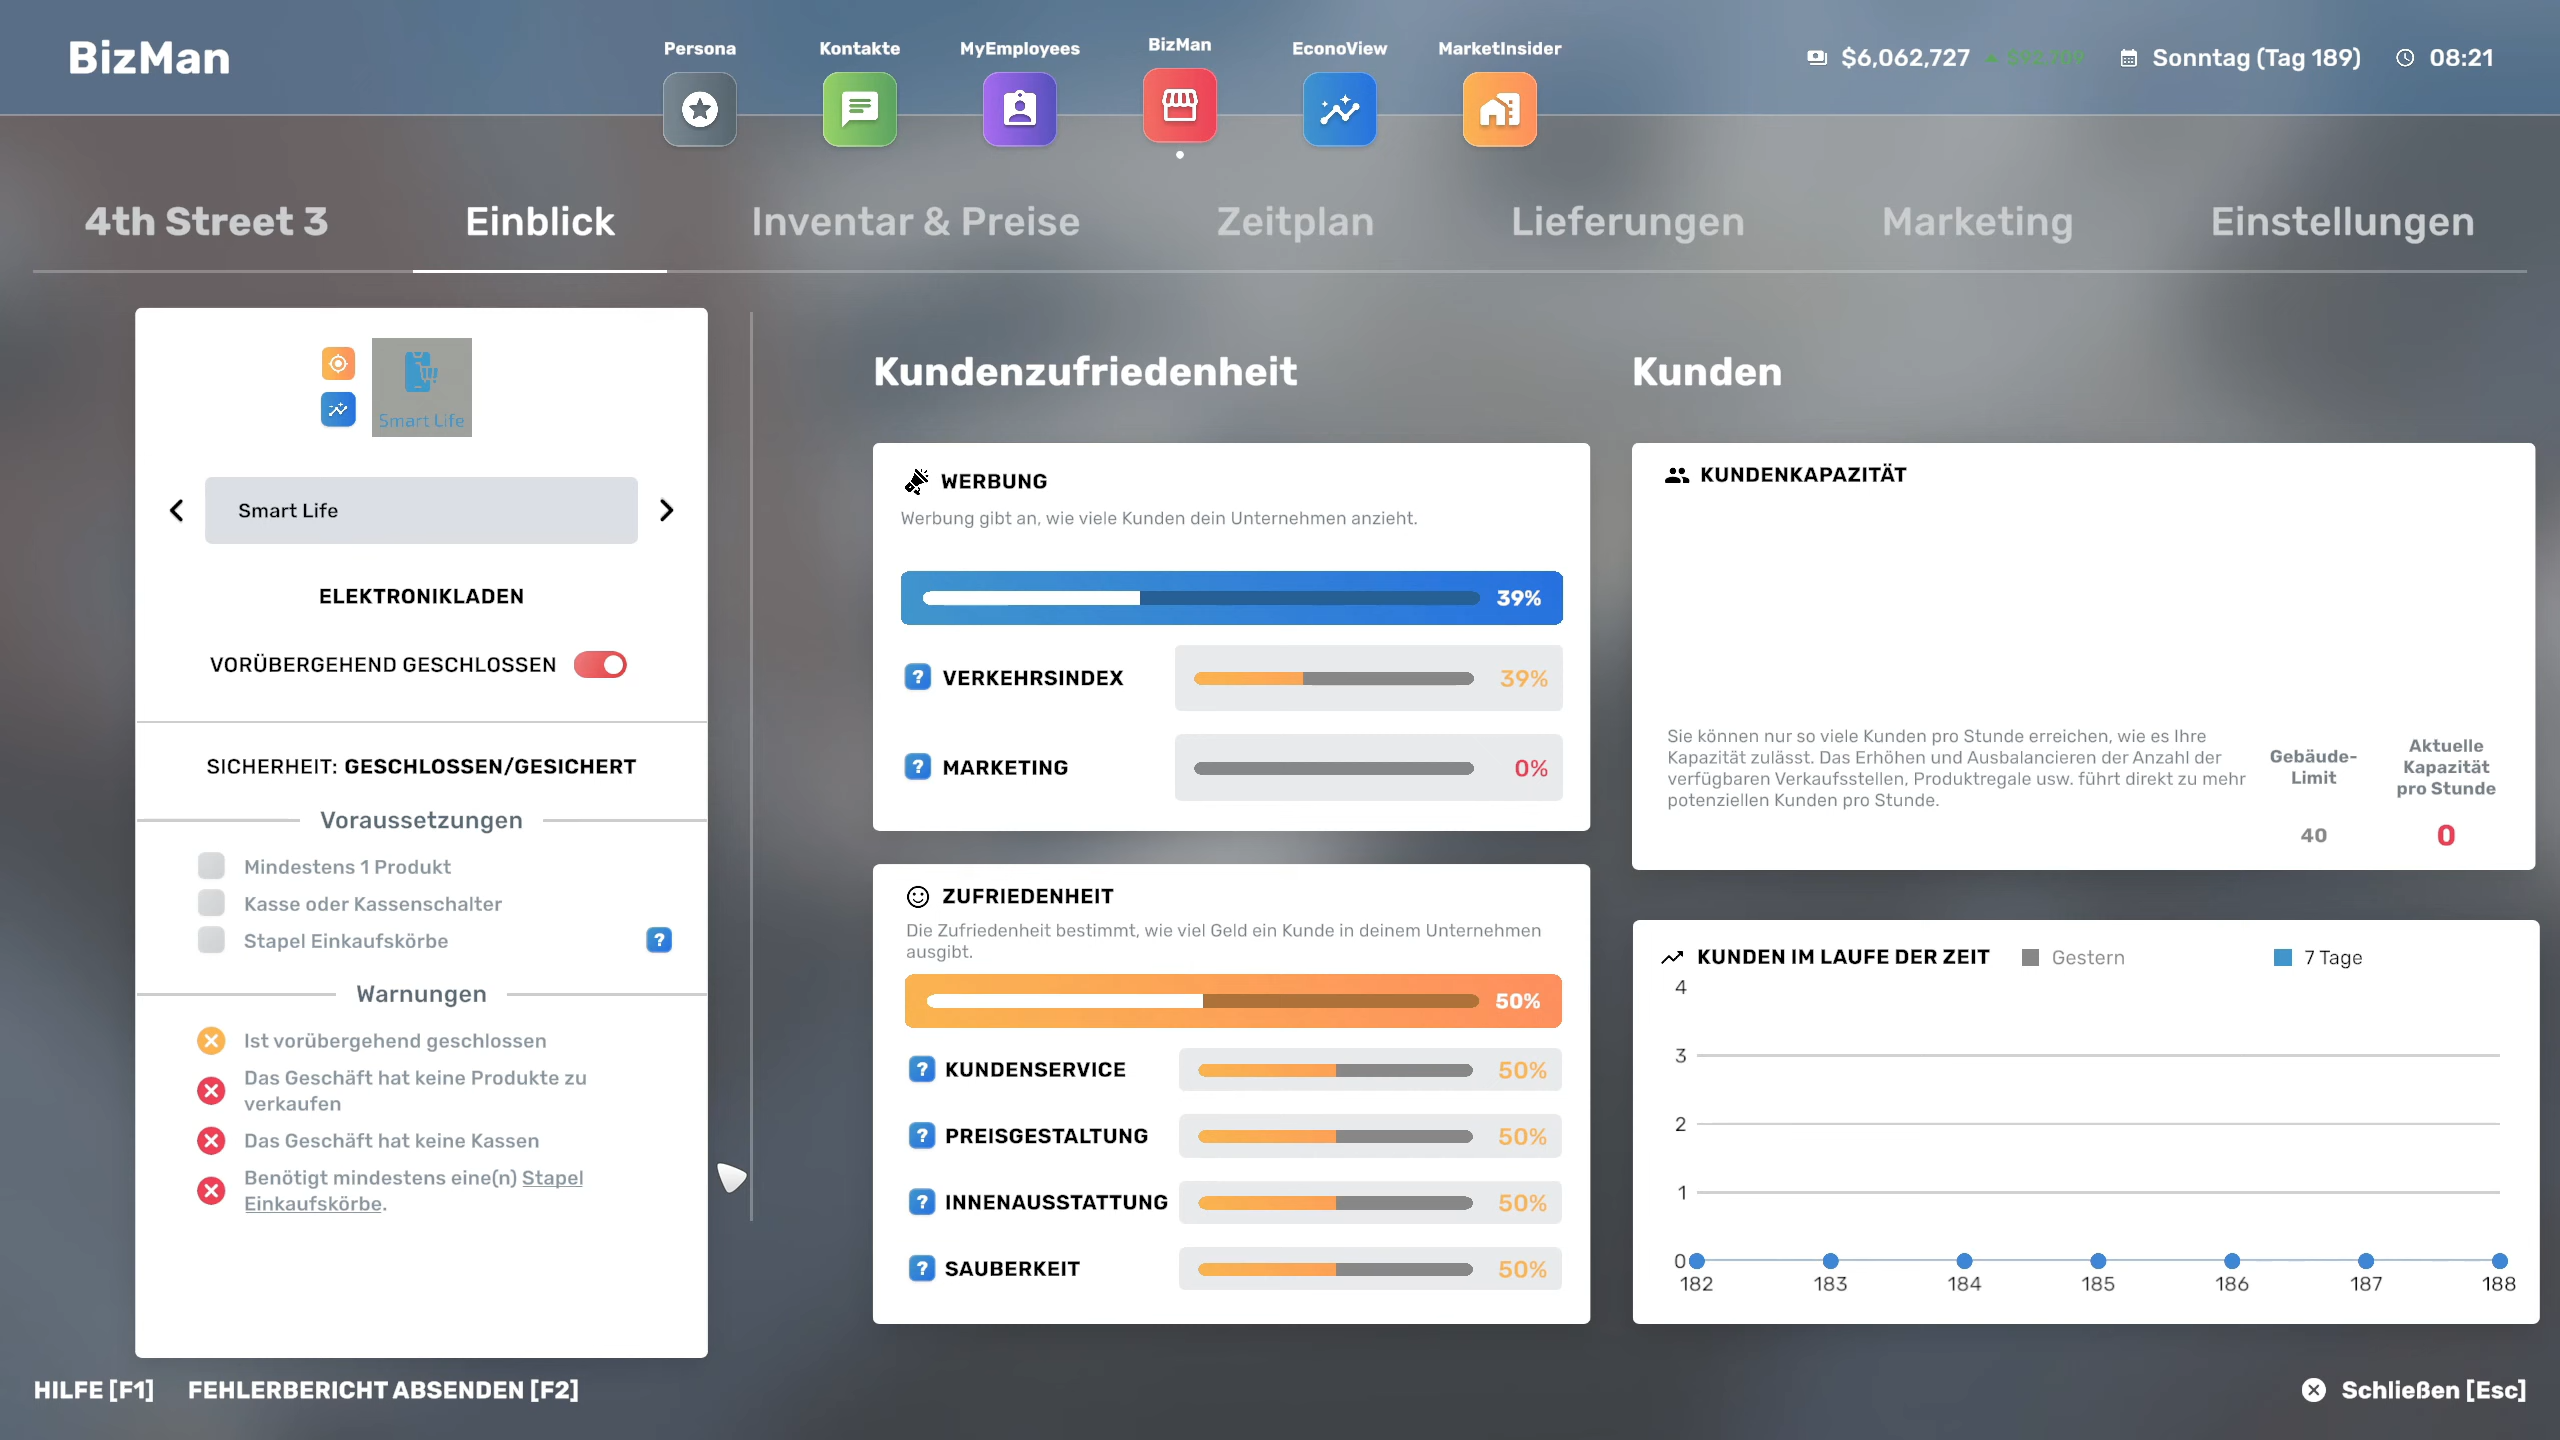 BizMan
Persona
Kontakte
MyEmployees
BizMan
EconoView
MarketInsider
$6,062,727
$92,709
Sonntag (Tag 189)
08:21
4th Street 3
Einblick
Inventar & Preise
Zeitplan
Lieferungen
Marketing
Einstellungen
Smart Life
Smart Life
ELEKTRONIKLADEN
VORÜBERGEHEND GESCHLOSSEN
SICHERHEIT: GESCHLOSSEN/GESICHERT
Voraussetzungen
Mindestens 1 Produkt
Kasse oder Kassenschalter
Stapel Einkaufskörbe
?
Warnungen
Ist vorübergehend geschlossen
Das Geschäft hat keine Produkte zu
verkaufen
Das Geschäft hat keine Kassen
Benötigt mindestens eine(n) Stapel
Einkaufskörbe.
Kundenzufriedenheit
WERBUNG
Werbung gibt an, wie viele Kunden dein Unternehmen anzieht.
39%
? VERKEHRSINDEX 39%
? MARKETING 0%
ZUFRIEDENHEIT
Die Zufriedenheit bestimmt, wie viel Geld ein Kunde in deinem Unternehmen
ausgibt.
50%
? KUNDENSERVICE 50%
? PREISGESTALTUNG 50%
? INNENAUSSTATTUNG 50%
? SAUBERKEIT 50%
Kunden
KUNDENKAPAZITÄT
Sie können nur so viele Kunden pro Stunde erreichen, wie es Ihre
Kapazität zulässt. Das Erhöhen und Ausbalancieren der Anzahl der
verfügbaren Verkaufsstellen, Produktregale usw. führt direkt zu mehr
potenziellen Kunden pro Stunde.
Gebäude-
Limit
40
Aktuelle
Kapazität
pro Stunde
0
KUNDEN IM LAUFE DER ZEIT
Gestern
7 Tage
4
3
2
1
0
182 183 184 185 186 187 188
HILFE [F1]
FEHLERBERICHT ABSENDEN [F2]
Schließen [Esc]